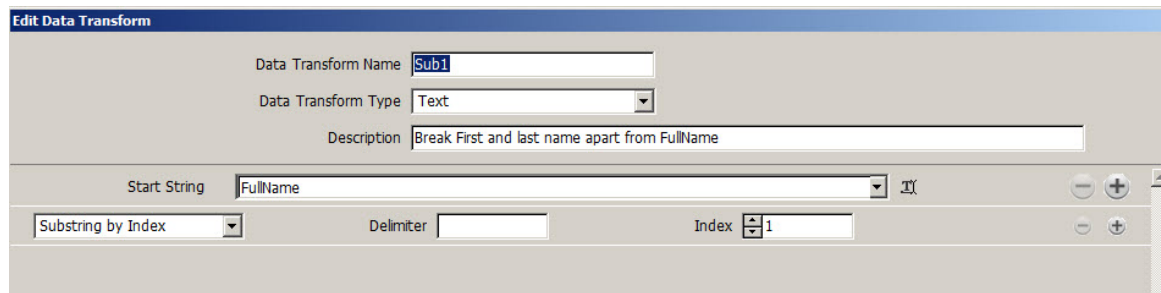 Edit Data Transform
Data Transform Name Sub1
Data Transform Type Text
Description Break First and last name apart from FullName
Start String FullName
Substring by Index Delimiter Index 1